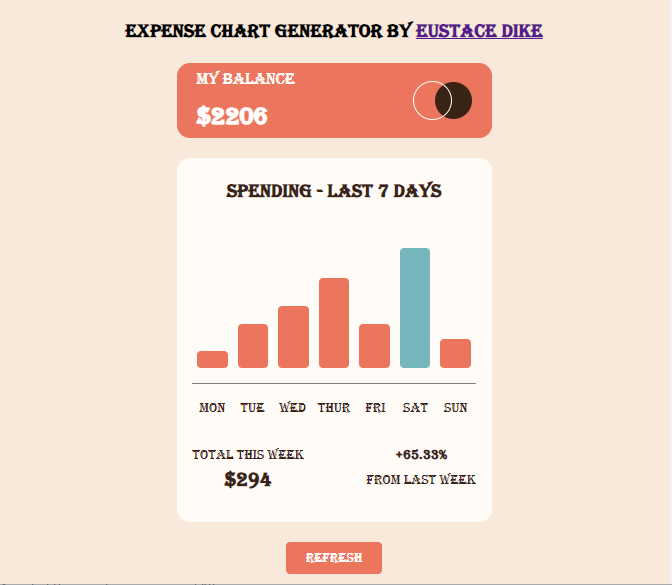 EXPENSE CHART GENERATOR BY EUSTACE DIKE
MY BALANCE
$2206
SPENDING - LAST 7 DAYS
MON TUE WED THUR FRI SAT SUN
TOTAL THIS WEEK
$294
+65.33%
FROM LAST WEEK
REFRESH